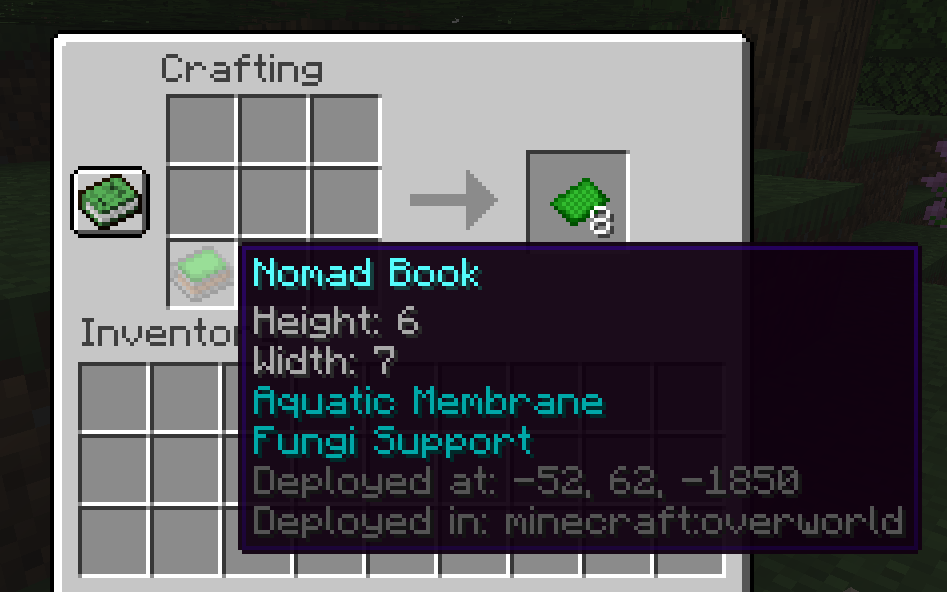 Crafting
8
Nomad Book
Height: 6
Inventor
Width: 7
Aquatic Membrane
Fungi Support
Deployed at: -52, 62, -1850
Deployed in: minecraft:overworld